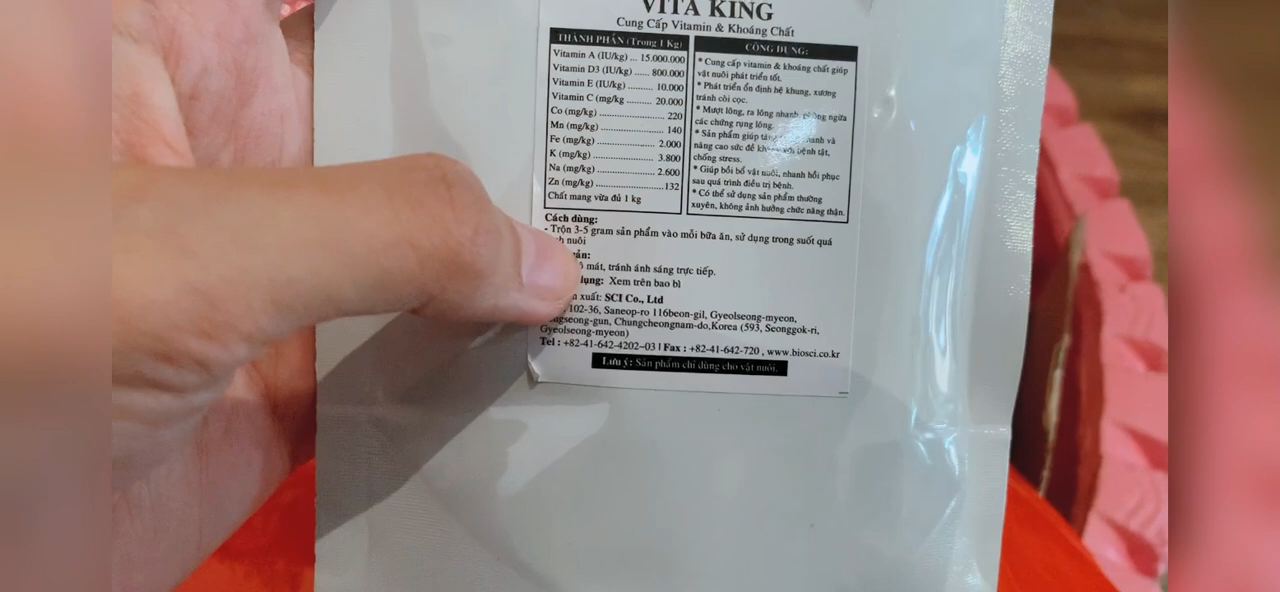 VITA KING
Cung Cấp Vitamin & Khoáng Chất
THÀNH PHẦN (Trong 1 Kg)
Vitamin A (IU/kg) ... 15.000.000
Vitamin D3 (IU/kg) ...... 800.000
Vitamin E (IU/kg) .......... 10.000
Vitamin C (mg/kg .......... 20.000
Co (mg/kg) ........................ 220
Mn (mg/kg) ........................ 140
Fe (mg/kg) ...................... 2.000
K (mg/kg) ....................... 3.800
Na (mg/kg) ...................... 2.600
Zn (mg/kg) .........................132
Chất mang vừa đủ 1 kg
CÔNG DỤNG:
* Cung cấp vitamin & khoáng chất giúp
vật nuôi phát triển tốt.
* Phát triển ổn định hệ khung, xương
tránh còi cọc.
* Mượt lông, ra lông nhanh, phòng ngừa
các chứng rụng lông.
* Sản phẩm giúp nhanh và
nâng cao sức đề với bệnh tật,
chống stress.
* Giúp bồi bổ vật nuôi, nhanh hồi phục
sau quá trình điều trị bệnh.
* Có thể sử dụng sản phẩm thường
xuyên, không ảnh hưởng chức năng thận.
Cách dùng:
- Trộn 3-5 gram sản phẩm vào mỗi bữa ăn, sử dụng trong suốt quá
nuôi
mát, tránh ánh sáng trực tiếp.
Xem trên bao bì
xuất: SCI Co., Ltd
102-36, Saneop-ro 116beon-gil, Gyeolseong-myeon,
Chungcheongnam-do,Korea (593, Seonggok-ri,
Gyeolseong-myeon)
Tel : +82-41-642-4202~03 | Fax : +82-41-642-720 , www.biosci.co.kr
Lưu ý: Sản phẩm chỉ dùng cho vật nuôi.